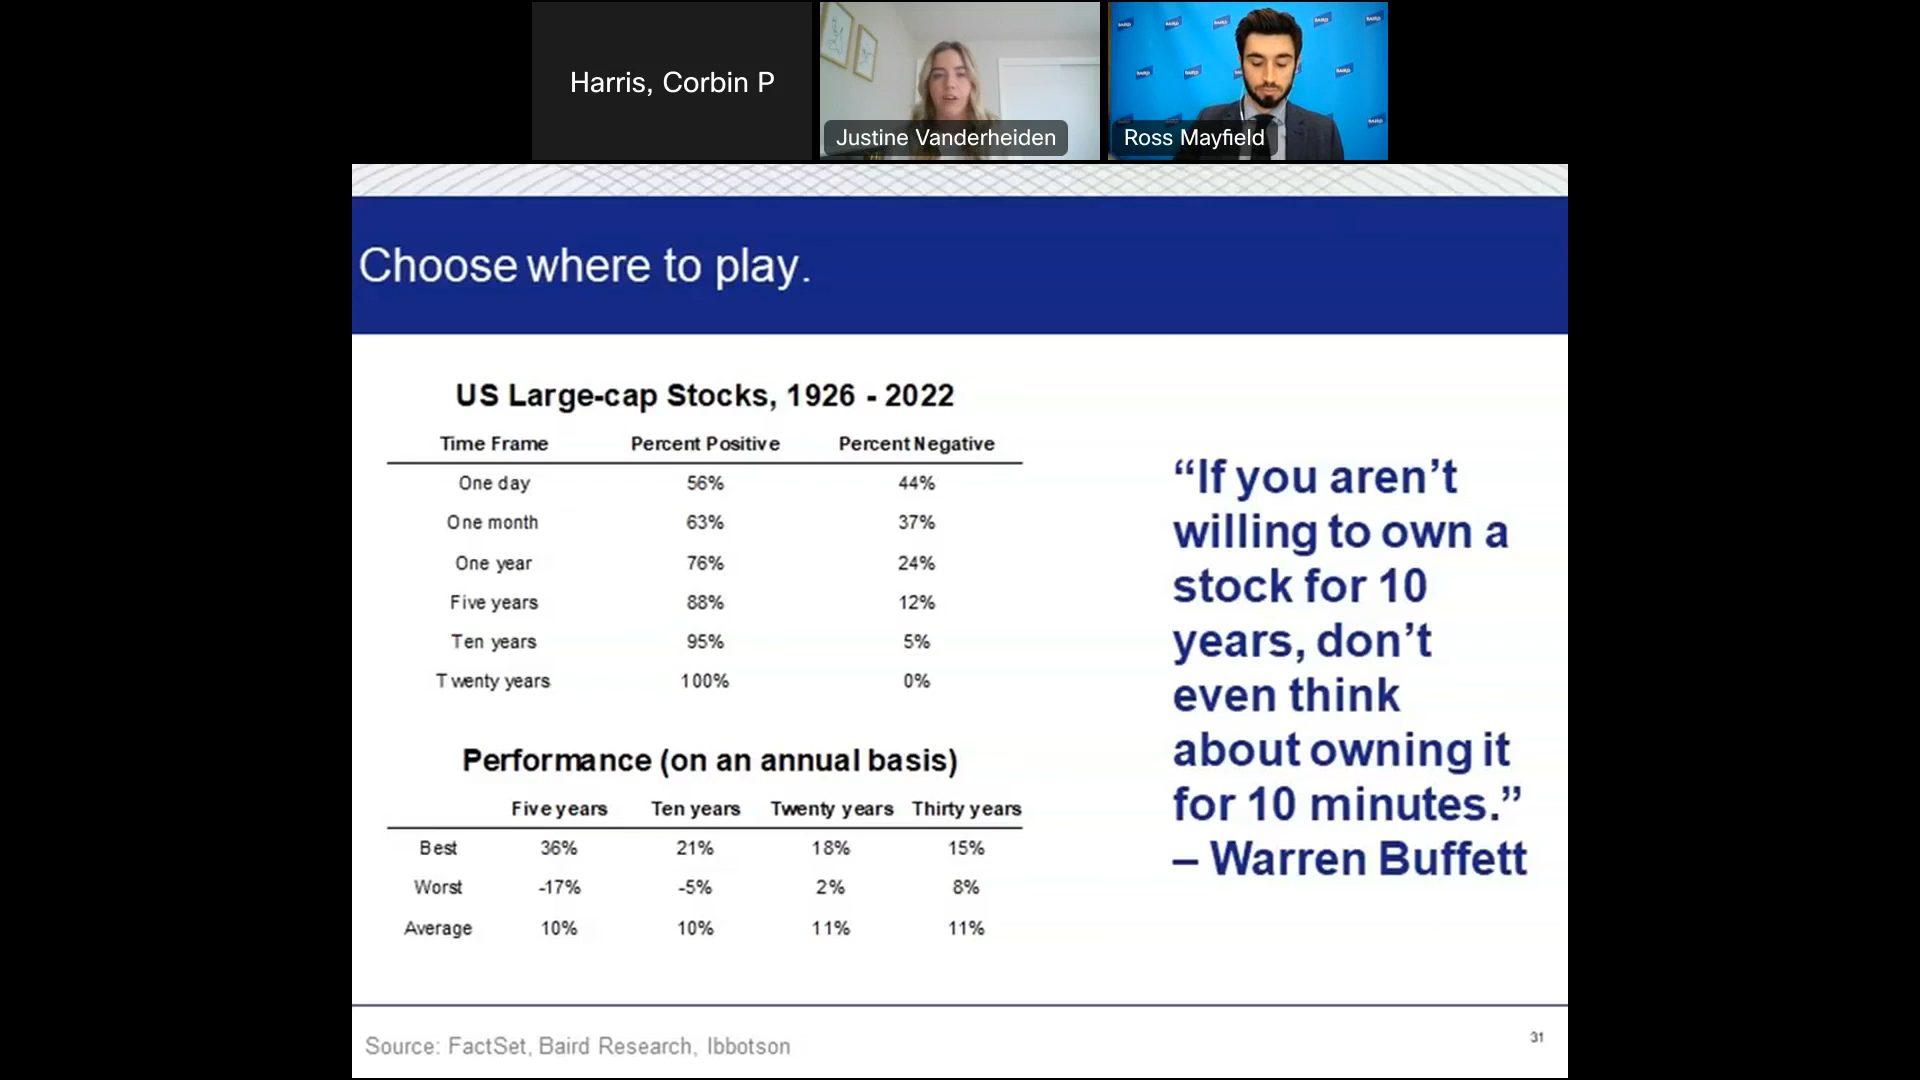 Harris, Corbin P
Justine Vanderheiden
Ross Mayfield
BAIRD
Choose where to play.
US Large-cap Stocks, 1926 - 2022
Time Frame Percent Positive Percent Negative
One day 56% 44%
One month 63% 37%
One year 76% 24%
Five years 88% 12%
Ten years 95% 5%
Twenty years 100% 0%
Performance (on an annual basis)
Five years Ten years Twenty years Thirty years
Best 36% 21% 18% 15%
Worst -17% -5% 2% 8%
Average 10% 10% 11% 11%
“If you aren’t
willing to own a
stock for 10
years, don’t
even think
about owning it
for 10 minutes.”
– Warren Buffett
Source: FactSet, Baird Research, Ibbotson
31